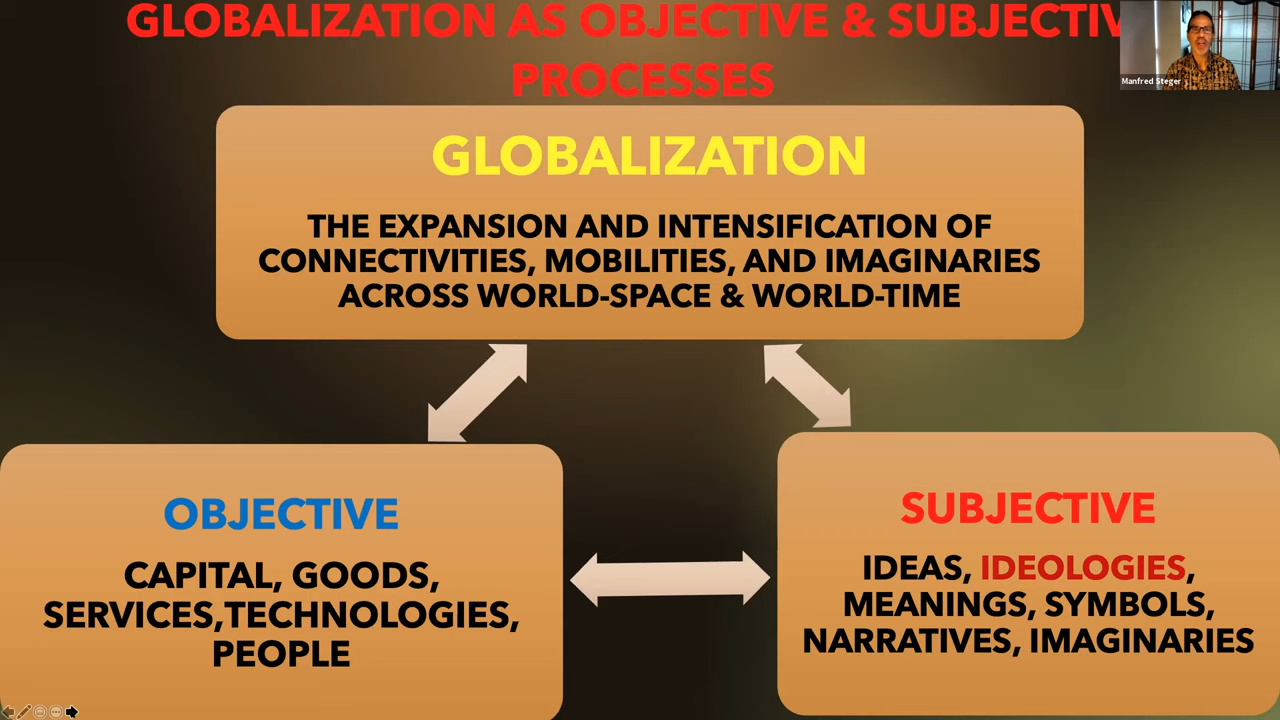 GLOBALIZATION AS OBJECTIVE & SUBJECTIV
PROCESSES
Manfred Steger
GLOBALIZATION
THE EXPANSION AND INTENSIFICATION OF
CONNECTIVITIES, MOBILITIES, AND IMAGINARIES
ACROSS WORLD-SPACE & WORLD-TIME
OBJECTIVE
CAPITAL, GOODS,
SERVICES,TECHNOLOGIES,
PEOPLE
SUBJECTIVE
IDEAS, IDEOLOGIES,
MEANINGS, SYMBOLS,
NARRATIVES, IMAGINARIES